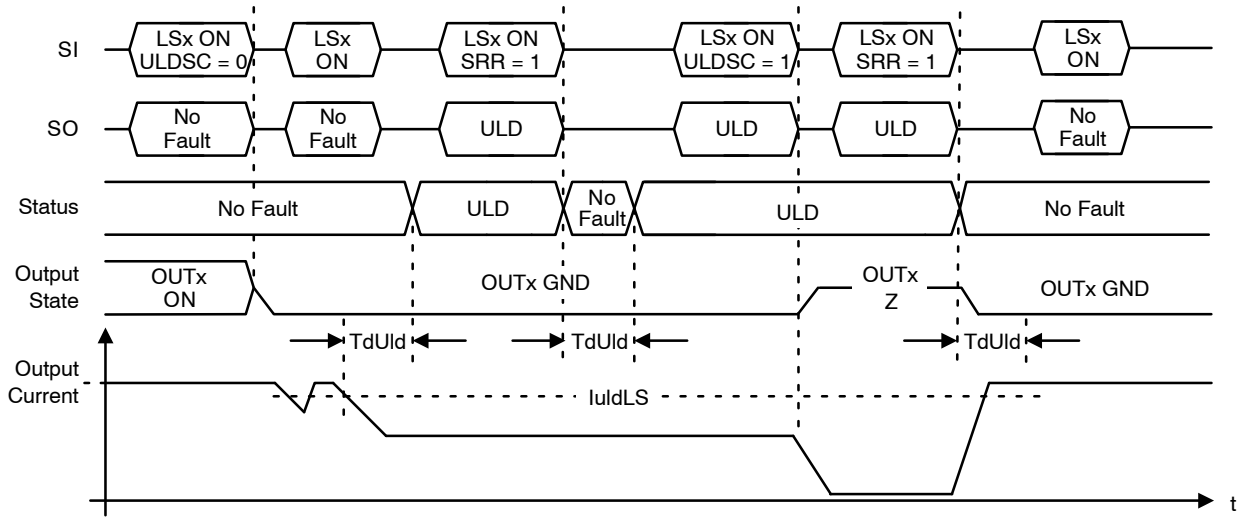 SI
LSx ON
ULDSC = 0
LSx
ON
LSx ON
SRR = 1
LSx ON
ULDSC = 1
LSx ON
SRR = 1
LSx
ON
SO
No
Fault
No
Fault
ULD
ULD
ULD
No
Fault
Status
No Fault
ULD
No
Fault
ULD
No Fault
Output
State
OUTx
ON
OUTx GND
OUTx
Z
OUTx GND
TdUld
TdUld
TdUld
Output
Current
IuldLS
t